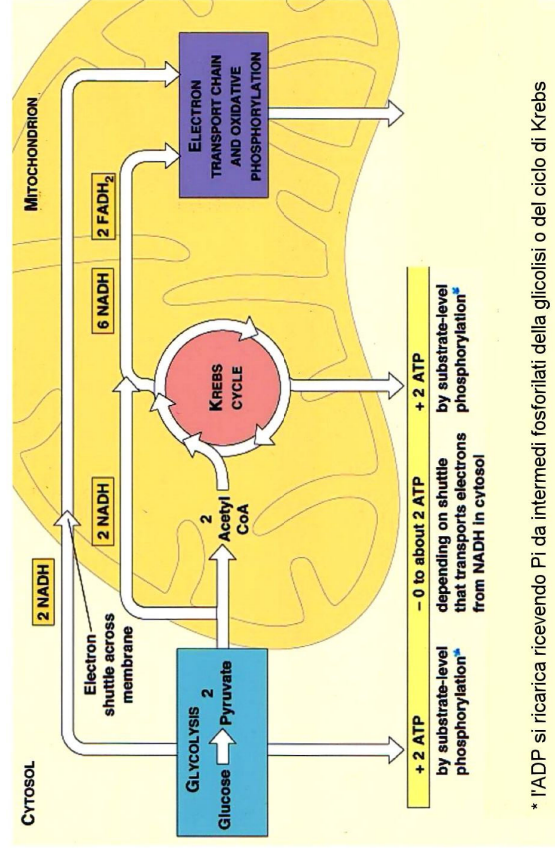 CYTOSOL
MITOCHONDRION
2 NADH
Electron
shuttle across
membrane
2 NADH
6 NADH
2 FADH₂
GLYCOLYSIS
2
Glucose
Pyruvate
2
Acetyl
CoA
KREBS
CYCLE
ELECTRON
TRANSPORT CHAIN
AND OXIDATIVE
PHOSPHORYLATION
+ 2 ATP
by substrate-level
phosphorylation*
– 0 to about 2 ATP
depending on shuttle
that transports electrons
from NADH in cytosol
+ 2 ATP
by substrate-level
phosphorylation*
* l'ADP si ricarica ricevendo Pi da intermedi fosforilati della glicolisi o del ciclo di Krebs